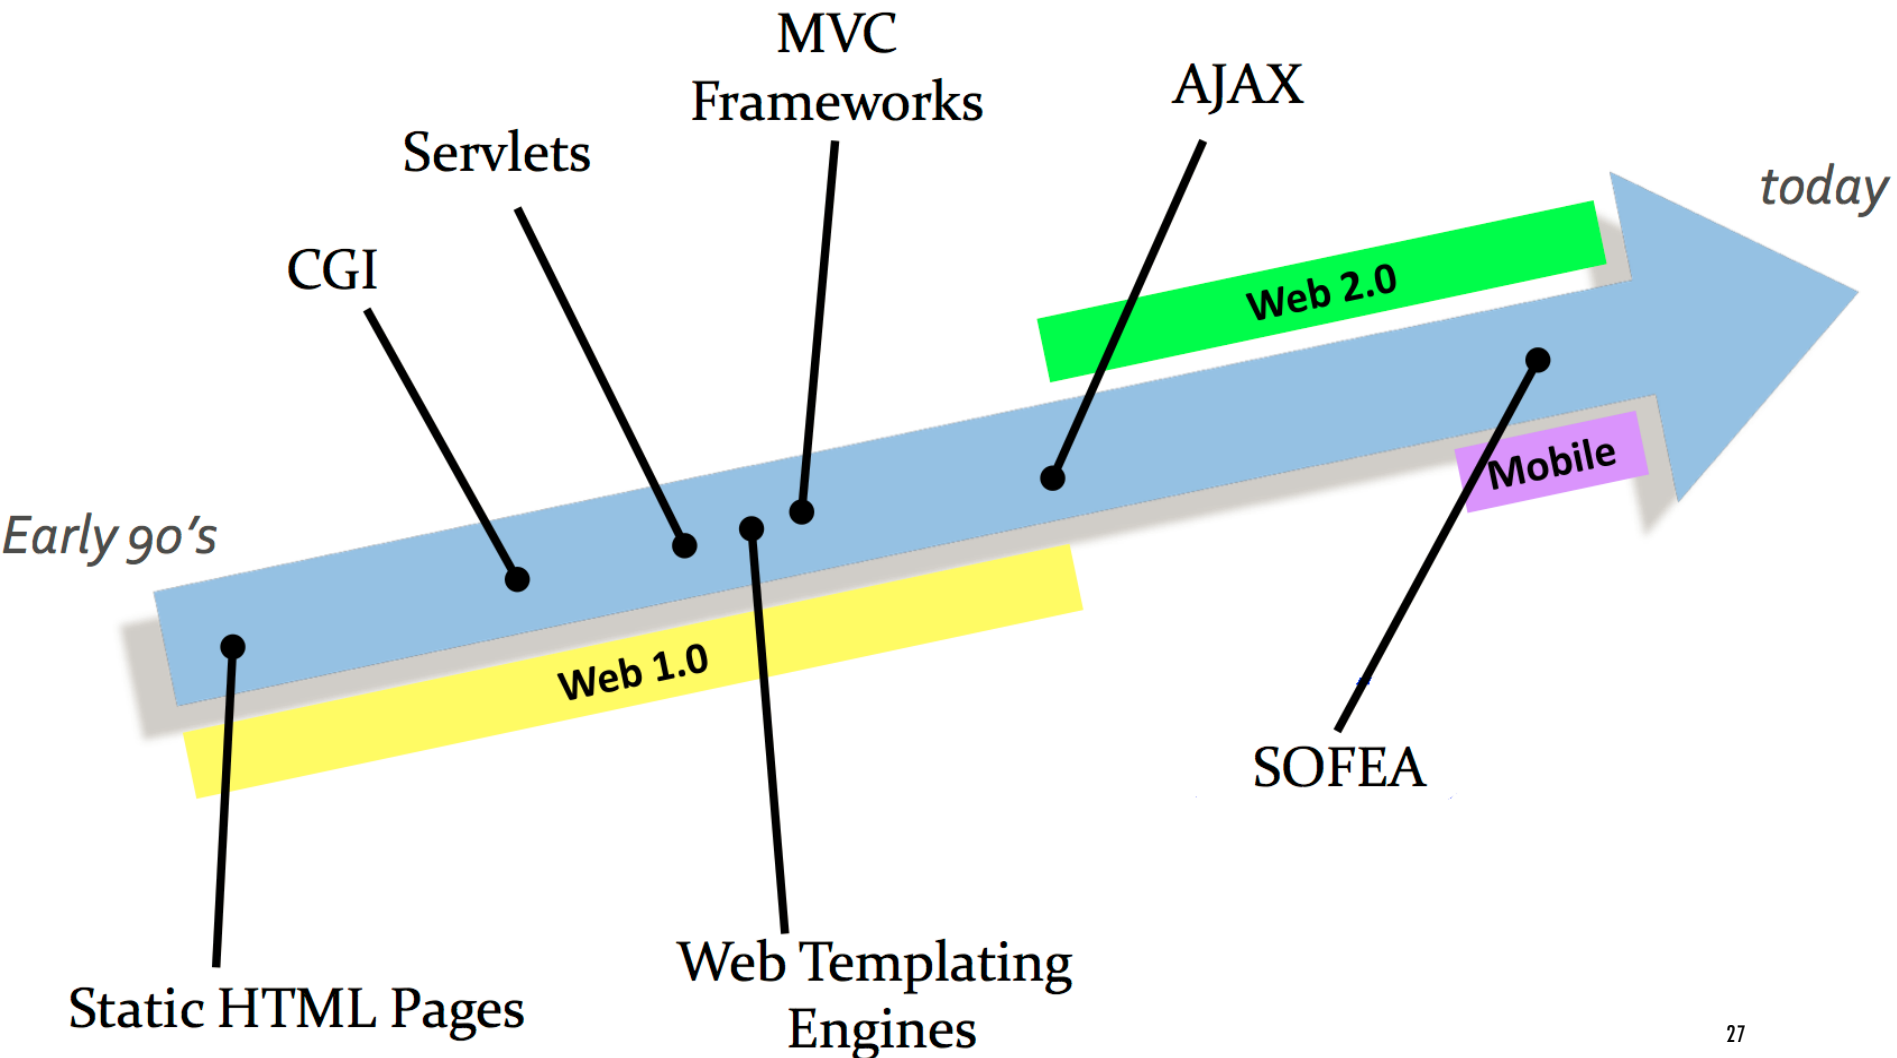 MVC
Frameworks
AJAX
Servlets
today
CGI
Web 2.0
Mobile
Early 90's
Web 1.0
SOFEA
Web Templating
Engines
Static HTML Pages
27